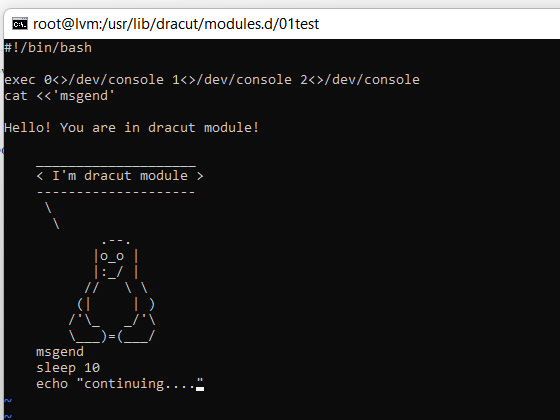 root@lvm:/usr/lib/dracut/modules.d/01test
#!/bin/bash

exec 0<>/dev/console 1<>/dev/console 2<>/dev/console
cat <<'msgend'

Hello! You are in dracut module!

    ____________________
    < I'm dracut module >
    --------------------
     \
      \
            .--.
           |o_o |
           |:_/ |
          //   \ \
         (|     | )
        /'\_   _/'\
        \___)=(___/
    msgend
    sleep 10
    echo "continuing...."
~
~